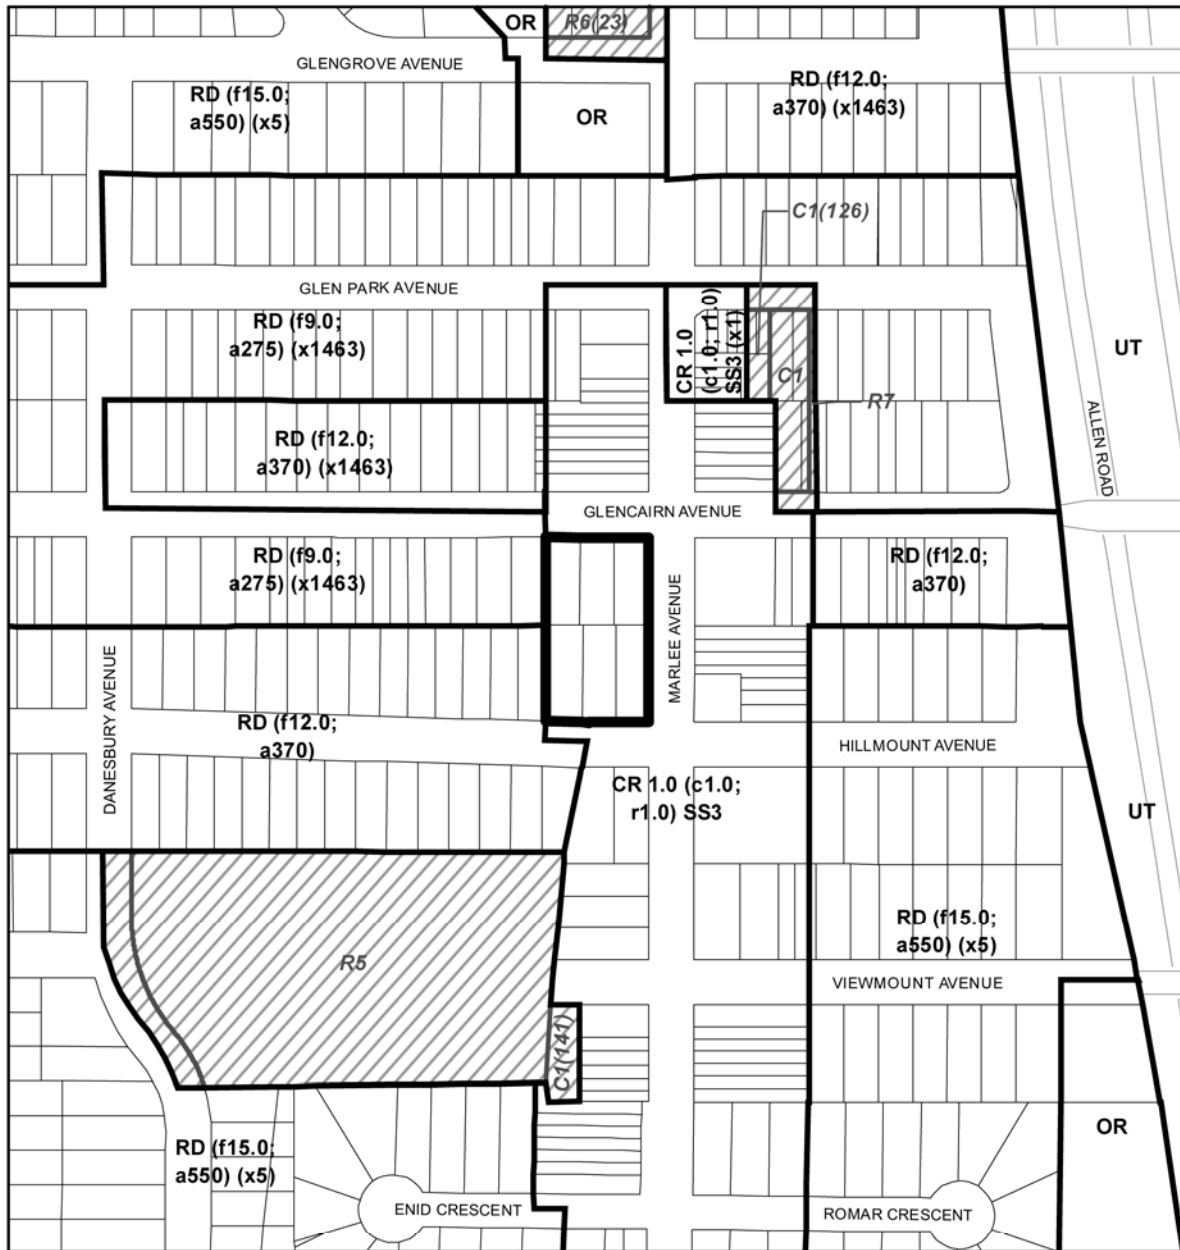 OR
R6(23)
GLENGROVE AVENUE
RD (f15.0;
a550) (x5)
OR
RD (f12.0;
a370) (x1463)
C1(126)
GLEN PARK AVENUE
RD (f9.0;
a275) (x1463)
CR 1.0
(c1.0; r1.0)
SS3 (x1)
C1
R7
UT
ALLEN ROAD
RD (f12.0;
a370) (x1463)
GLENCAIRN AVENUE
RD (f9.0;
a275) (x1463)
RD (f12.0;
a370)
MARLEE AVENUE
DANESBURY AVENUE
RD (f12.0;
a370)
HILLMOUNT AVENUE
CR 1.0 (c1.0;
r1.0) SS3
UT
RD (f15.0;
a550) (x5)
R5
VIEWMOUNT AVENUE
C1(141)
OR
RD (f15.0;
a550) (x5)
ENID CRESCENT
ROMAR CRESCENT